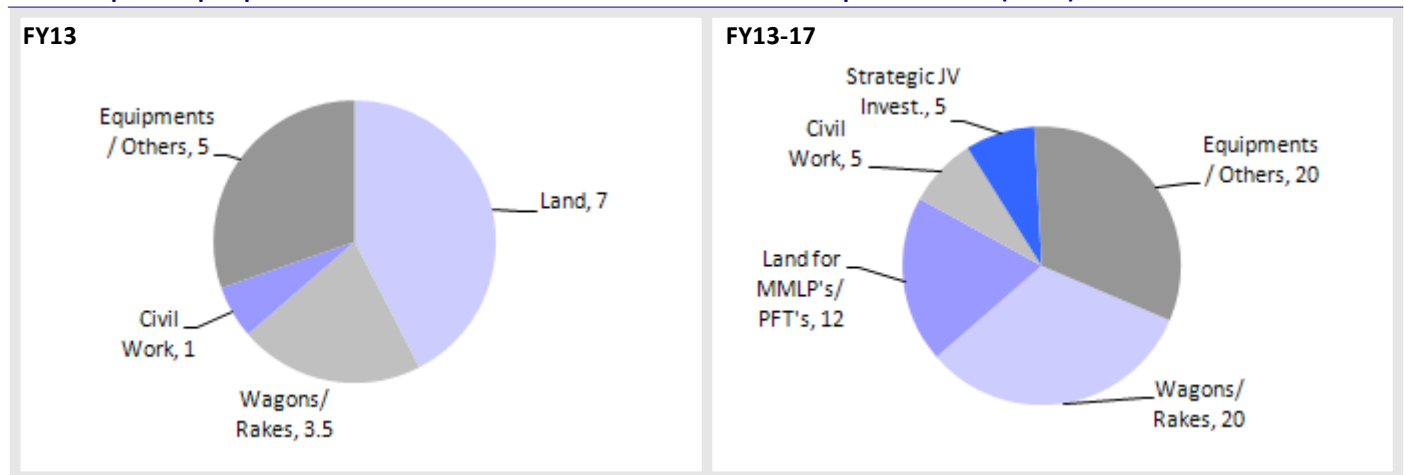 FY13
Equipments
/ Others, 5
Land, 7
Civil
Work, 1
Wagons/
Rakes, 3.5
FY13-17
Strategic JV
Invest., 5
Civil
Work, 5
Equipments
/ Others, 20
Land for
MMLP's/
PFT's, 12
Wagons/
Rakes, 20